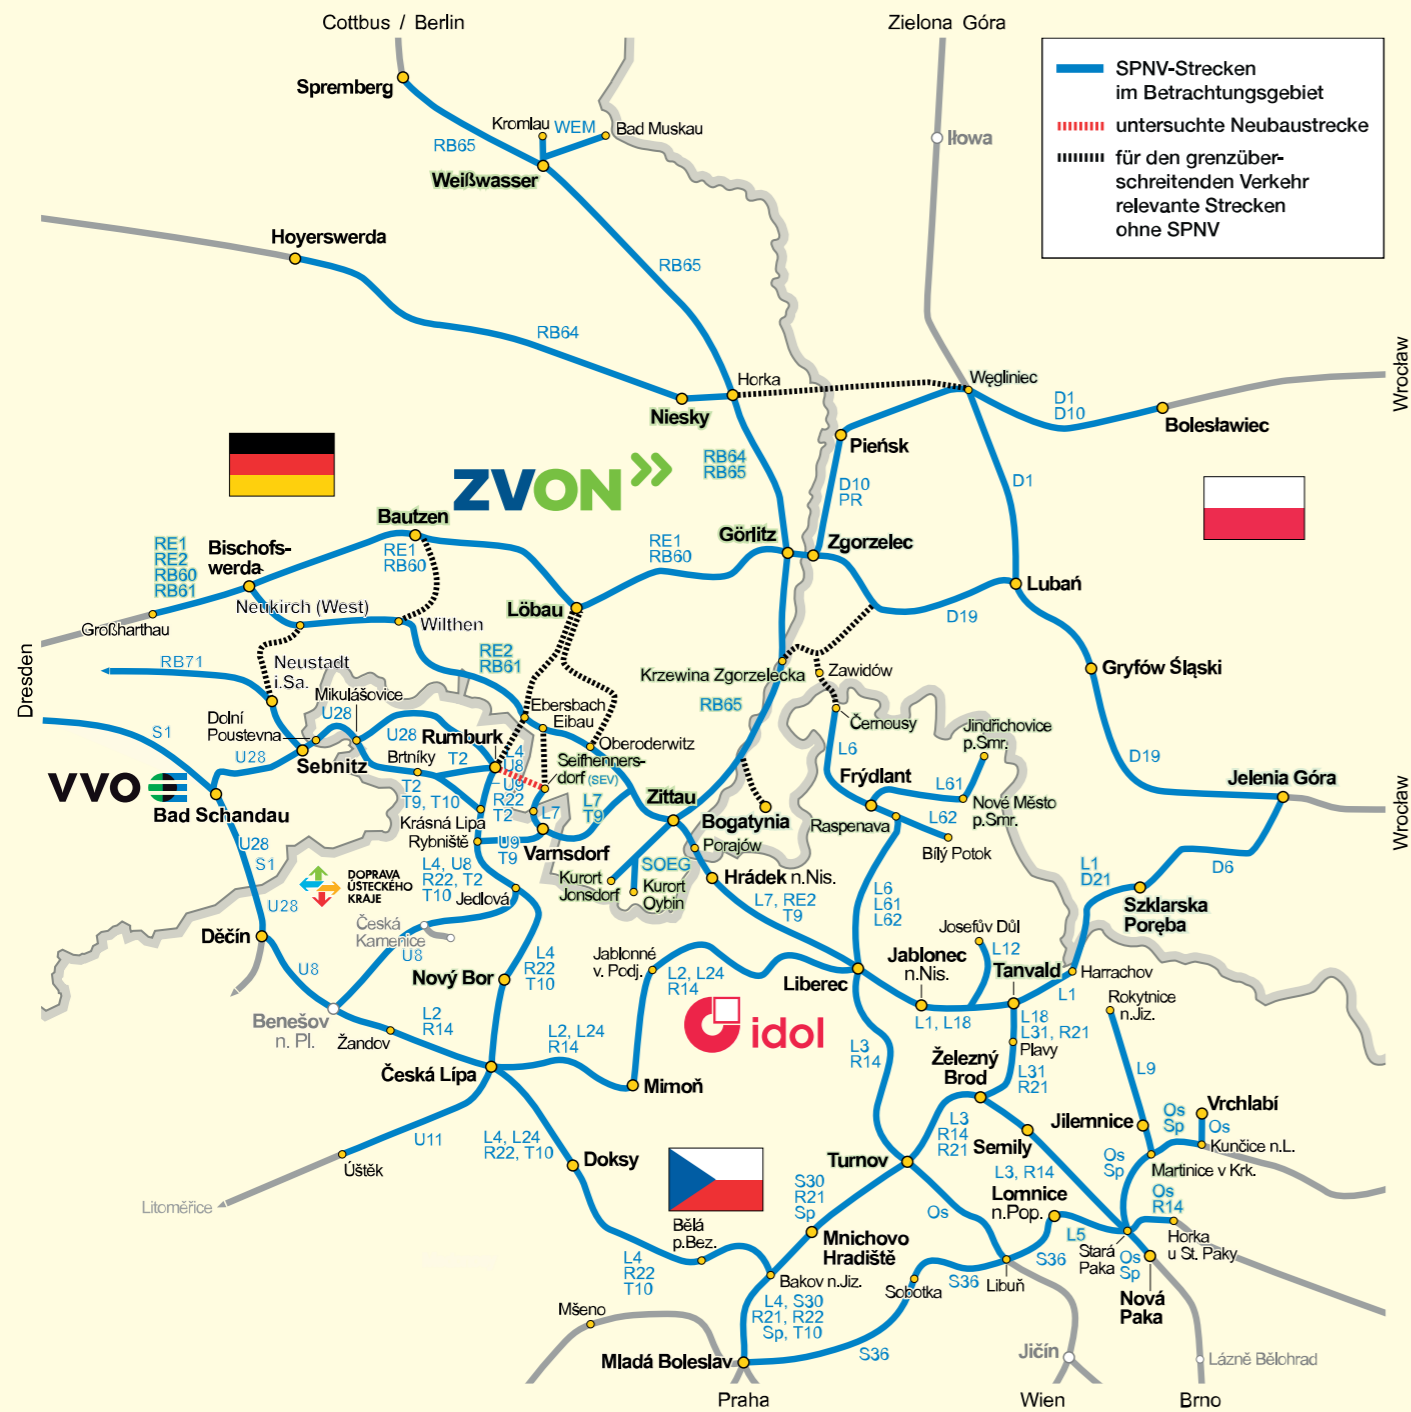 Cottbus / Berlin
Zielona Góra
SPNV-Strecken
im Betrachtungsgebiet
untersuchte Neubaustrecke
für den grenzüber-
schreitenden Verkehr
relevante Strecken
ohne SPNV
Spremberg
Kromlau
WEM
Bad Muskau
RB65
Weißwasser
Iłowa
Hoyerswerda
RB65
RB64
Wrocław
Horka
Węgliniec
Niesky
D1
D10
Bolesławiec
Pieńsk
RB64
RB65
ZVON
D10
PR
D1
Bautzen
RE1
RE2
RB60
RB61
Bischofs-
werda
RE1
RB60
Görlitz
Zgorzelec
RE1
RB60
Lubań
Neukirch (West)
Löbau
Wilthen
D19
Großharthau
RE2
RB61
RB71
Neustadt
i.Sa.
Krzewina Zgorzelecka
Zawidów
Gryfów Śląski
Dresden
Mikulášovice
RB65
Ebersbach
Eibau
Černousy
Jindřichovice
p.Smr.
S1
Dolní
Poustevna
U28
U28
Rumburk
Oberoderwitz
L4
U8
U9
R22
T2
Seifhenners-
dorf (SEV)
L6
D19
U28
Sebnitz
Brtníky
T2
Frýdlant
L61
Jelenia Góra
VVO
T2
T9, T10
L7
T9
Zittau
Bogatynia
Nové Město
p.Smr.
Bad Schandau
Krásná Lípa
L7
Raspenava
L62
Wrocław
U28
S1
Rybniště
U9
T9
Varnsdorf
Porajów
Bílý Potok
DOPRAVA
ÚSTECKÉHO
KRAJE
L4, U8
R22, T2
T10
Jedlová
SOEG
Kurort
Jonsdorf
Kurort
Oybin
Hrádek n.Nis.
L1
D21
D6
L7, RE2
T9
L6
L61
L62
Szklarska
Poręba
U28
Česká
Kamenice
Josefův Důl
Děčín
U8
L4
R22
T10
Jablonné
v. Podj.
Jablonec
n.Nis.
L12
U8
Nový Bor
L2, L24
R14
Liberec
Tanvald
Harrachov
L1
Rokytnice
n.Jiz.
Benešov
n. Pl.
L2
R14
idol
L1, L18
L18
L31, R21
Žandov
L2, L24
R14
L3
R14
Plavy
Železný
Brod
Česká Lípa
Mimoň
L31
R21
L9
Vrchlabí
Os
Sp
Os
L3
R14
R21
Jilemnice
U11
L4, L24
R22, T10
Semily
Kunčice n.L.
Úštěk
Doksy
Turnov
Os
Sp
Martinice v Krk.
L3, R14
S30
R21
Sp
Lomnice
n.Pop.
Os
R14
Litoměřice
Os
Bělá
p.Bez.
Mnichovo
Hradiště
L5
Horka
u St. Paky
Stará
Paka
L4
R22
T10
S36
Os
Sp
Bakov n.Jiz.
Sobotka
S36
Libuň
Nová
Paka
Mšeno
L4, S30
R21, R22
Sp, T10
Mladá Boleslav
S36
Jičín
Lázně Bělohrad
Praha
Wien
Brno